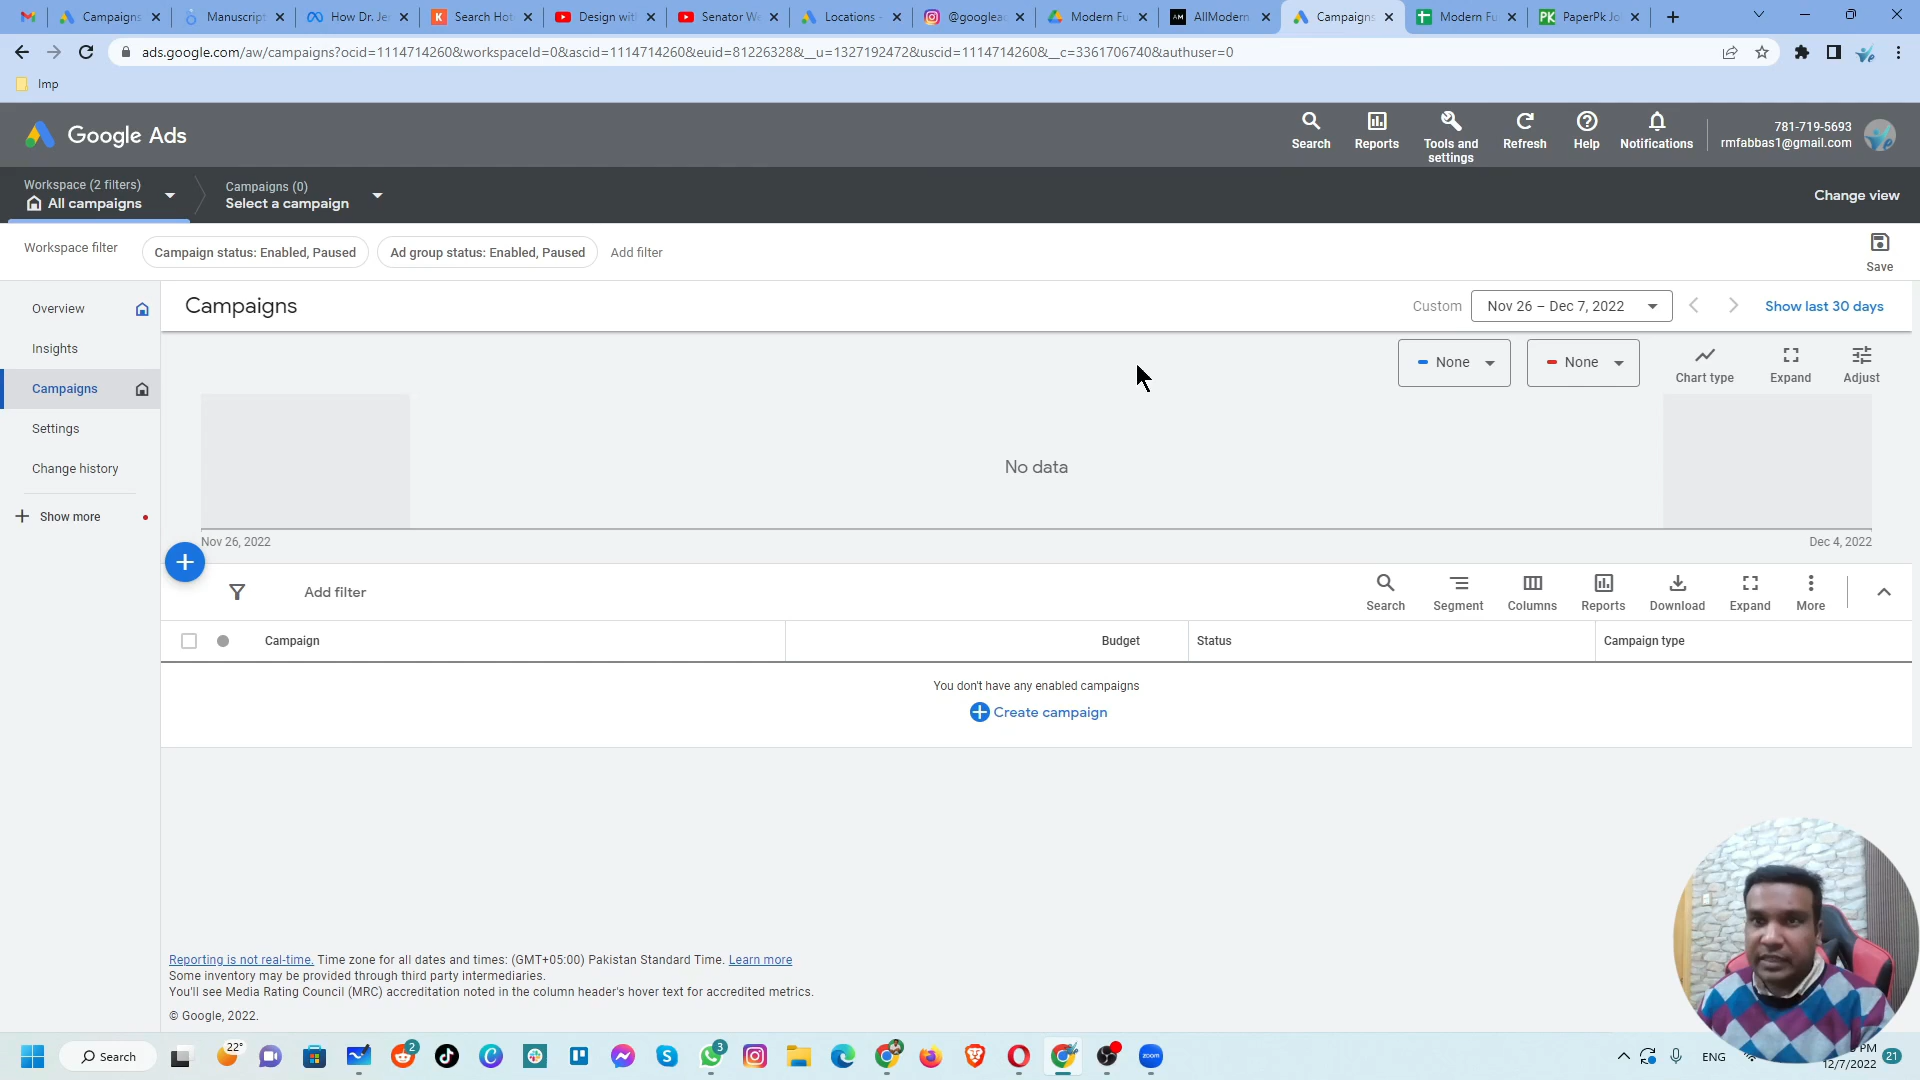 Campaigns
Manuscript
How Dr. Je
Search Hot
Design wit
Senator We
Locations -
@googlead
Modern Fu
AllModern
Campaigns
Modern Fu
PaperPk Jo
ads.google.com/aw/campaigns?ocid=1114714260&workspaceId=0&ascid=1114714260&euid=81226328&__u=1327192472&uscid=1114714260&__c=3361706740&authuser=0
Imp
Google Ads
Search
Reports
Tools and settings
Refresh
Help
Notifications
781-719-5693
rmfabbas1@gmail.com
Workspace (2 filters)
All campaigns
Campaigns (0)
Select a campaign
Change view
Workspace filter
Campaign status: Enabled, Paused
Ad group status: Enabled, Paused
Add filter
Save
Overview
Insights
Campaigns
Settings
Change history
Show more
Campaigns
Custom
Nov 26 – Dec 7, 2022
Show last 30 days
None
None
Chart type
Expand
Adjust
No data
Nov 26, 2022
Dec 4, 2022
Add filter
Search
Segment
Columns
Reports
Download
Expand
More
Campaign
Budget
Status
Campaign type
You don't have any enabled campaigns
Create campaign
Reporting is not real-time. Time zone for all dates and times: (GMT+05:00) Pakistan Standard Time. Learn more
Some inventory may be provided through third party intermediaries.
You'll see Media Rating Council (MRC) accreditation noted in the column header's hover text for accredited metrics.
© Google, 2022.
Search
22°
2
3
zoom
ENG
PM
12/7/2022
21